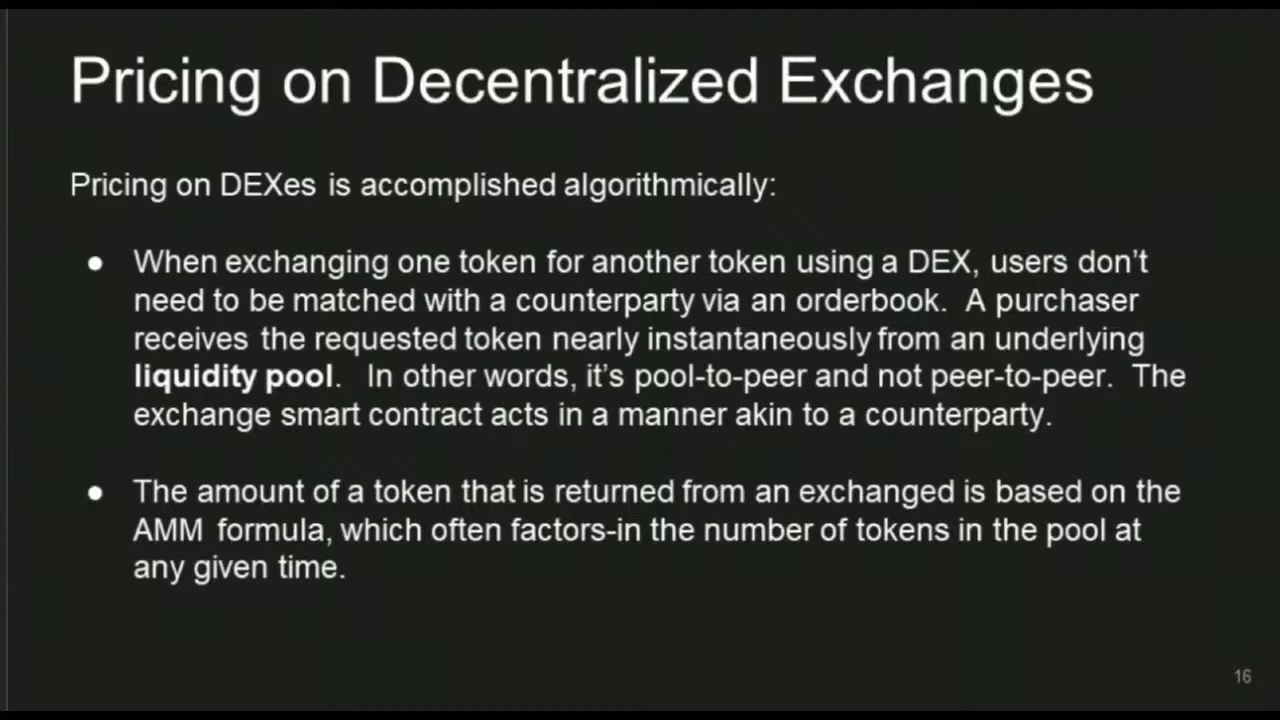 Pricing on Decentralized Exchanges
Pricing on DEXes is accomplished algorithmically:
● When exchanging one token for another token using a DEX, users don’t
need to be matched with a counterparty via an orderbook. A purchaser
receives the requested token nearly instantaneously from an underlying
liquidity pool. In other words, it’s pool-to-peer and not peer-to-peer. The
exchange smart contract acts in a manner akin to a counterparty.
● The amount of a token that is returned from an exchanged is based on the
AMM formula, which often factors-in the number of tokens in the pool at
any given time.
16